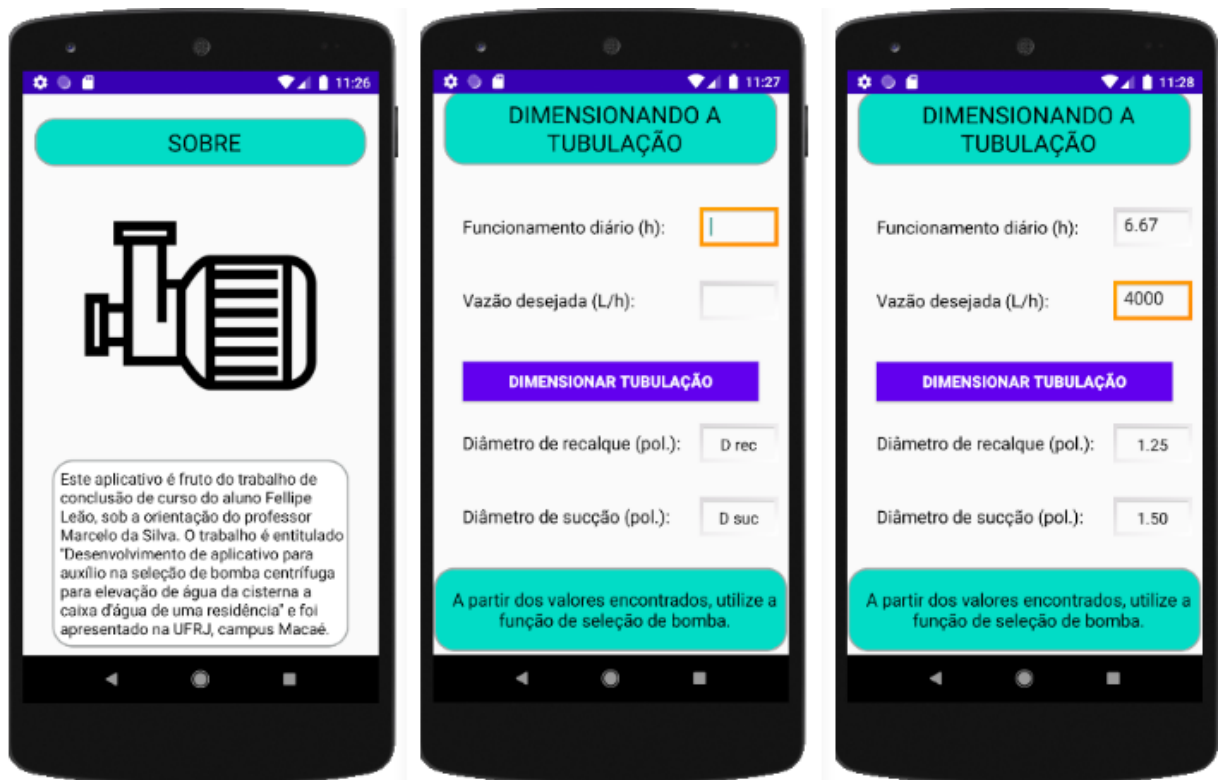 11:26
SOBRE
Este aplicativo é fruto do trabalho de
conclusão de curso do aluno Fellipe
Leão, sob a orientação do professor
Marcelo da Silva. O trabalho é entitulado
"Desenvolvimento de aplicativo para
auxílio na seleção de bomba centrífuga
para elevação de água da cisterna a
caixa d'água de uma residência" e foi
apresentado na UFRJ, campus Macaé.
11:27
DIMENSIONANDO A
TUBULAÇÃO
Funcionamento diário (h):
Vazão desejada (L/h):
DIMENSIONAR TUBULAÇÃO
Diâmetro de recalque (pol.): D rec
Diâmetro de sucção (pol.): D suc
A partir dos valores encontrados, utilize a
função de seleção de bomba.
11:28
DIMENSIONANDO A
TUBULAÇÃO
Funcionamento diário (h): 6.67
Vazão desejada (L/h): 4000
DIMENSIONAR TUBULAÇÃO
Diâmetro de recalque (pol.): 1.25
Diâmetro de sucção (pol.): 1.50
A partir dos valores encontrados, utilize a
função de seleção de bomba.